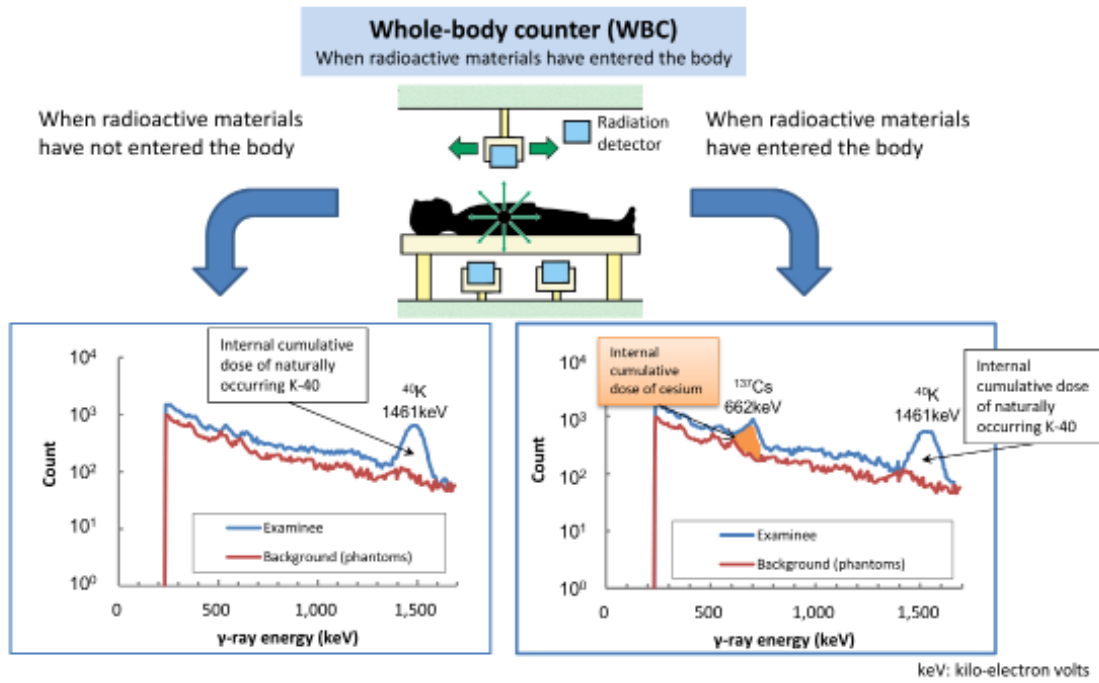 Whole-body counter (WBC)
When radioactive materials have entered the body
When radioactive materials
have not entered the body
Radiation
detector
When radioactive materials
have entered the body
Internal cumulative
dose of naturally
occurring K-40
⁴⁰K
1461keV
Count
10⁴
10³
10²
10¹
10⁰
Examinee
Background (phantoms)
0 500 1,000 1,500
γ-ray energy (keV)
Internal
cumulative
dose of cesium
¹³⁷Cs
662keV
⁴⁰K
1461keV
Internal
cumulative dose
of naturally
occurring K-40
Count
10⁴
10³
10²
10¹
10⁰
Examinee
Background (phantoms)
0 500 1,000 1,500
γ-ray energy (keV)
keV: kilo-electron volts